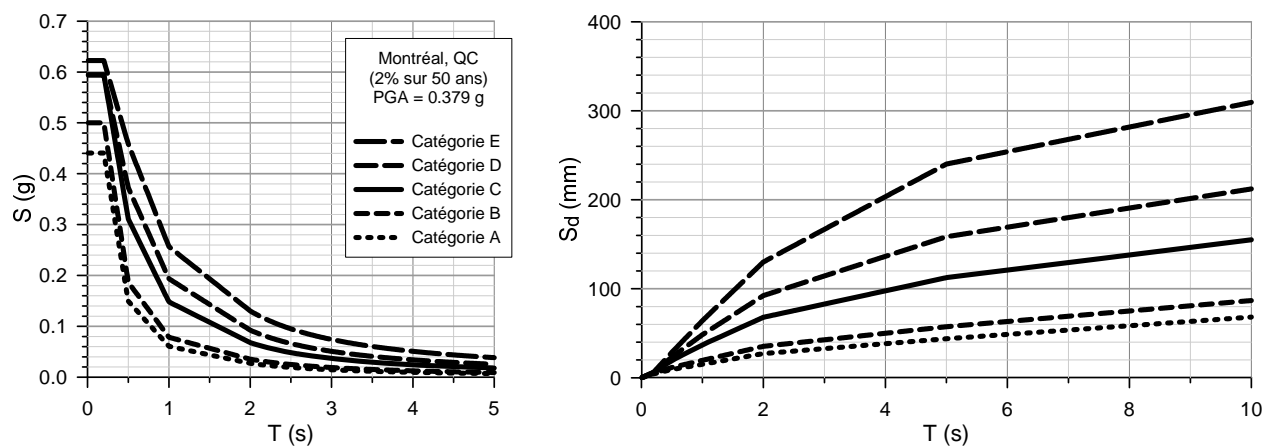 0.7
0.6
0.5
0.4
0.3
0.2
0.1
0.0
S (g)
0 1 2 3 4 5
T (s)
Montréal, QC
(2% sur 50 ans)
PGA = 0.379 g
Catégorie E
Catégorie D
Catégorie C
Catégorie B
Catégorie A
400
300
200
100
0
Sd (mm)
0 2 4 6 8 10
T (s)